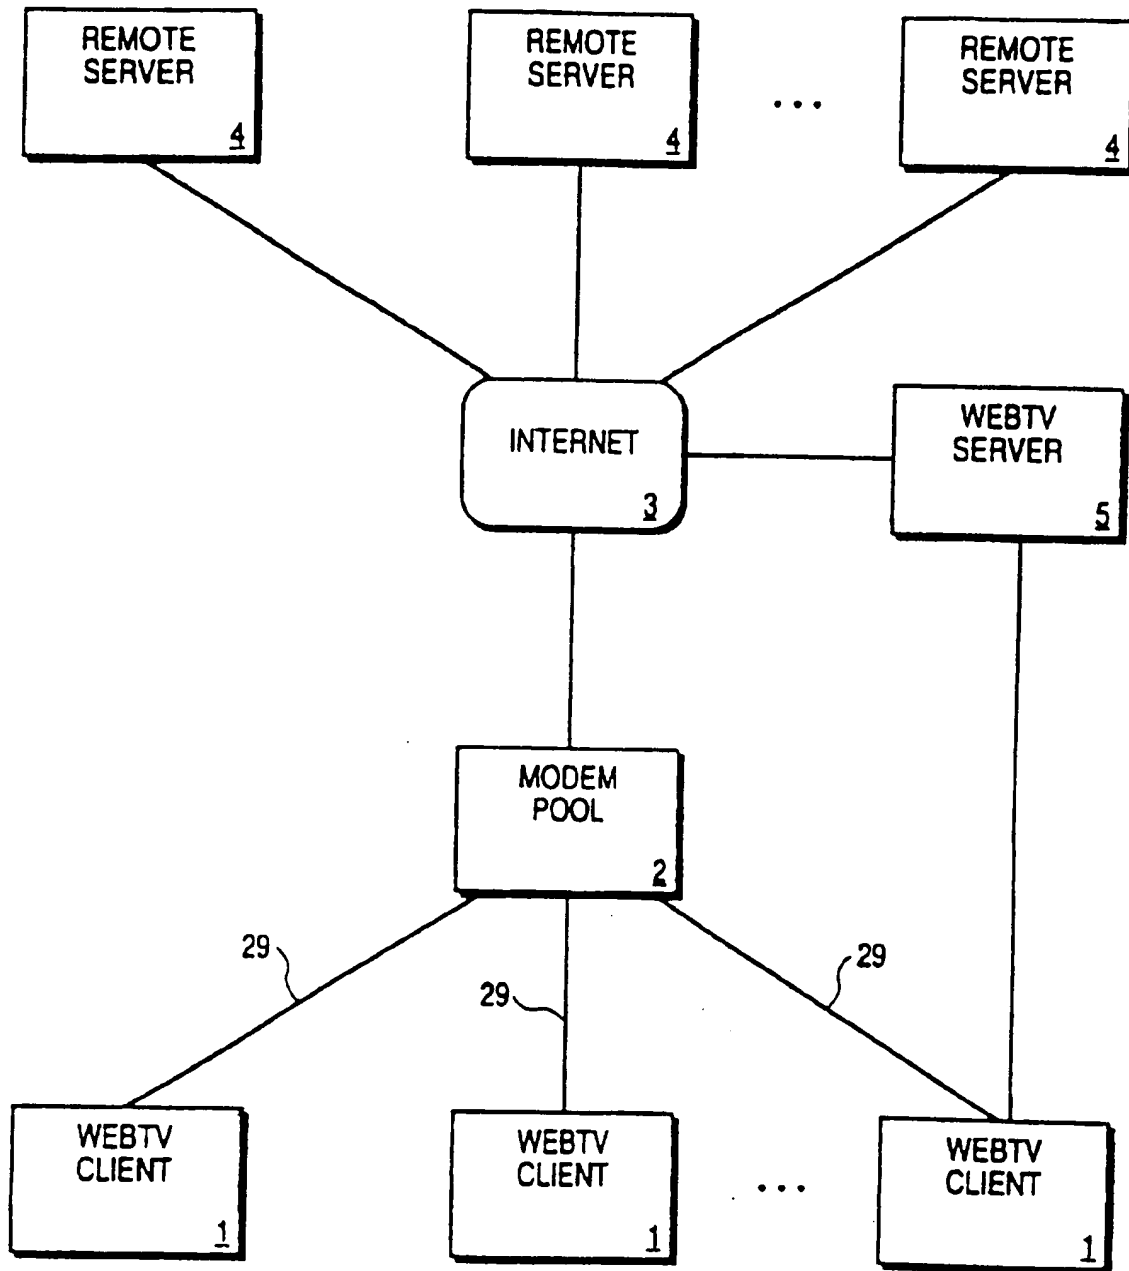 REMOTE
SERVER
4
REMOTE
SERVER
4
...
REMOTE
SERVER
4
INTERNET
3
WEBTV
SERVER
5
MODEM
POOL
2
29
29
29
WEBTV
CLIENT
1
WEBTV
CLIENT
1
...
WEBTV
CLIENT
1